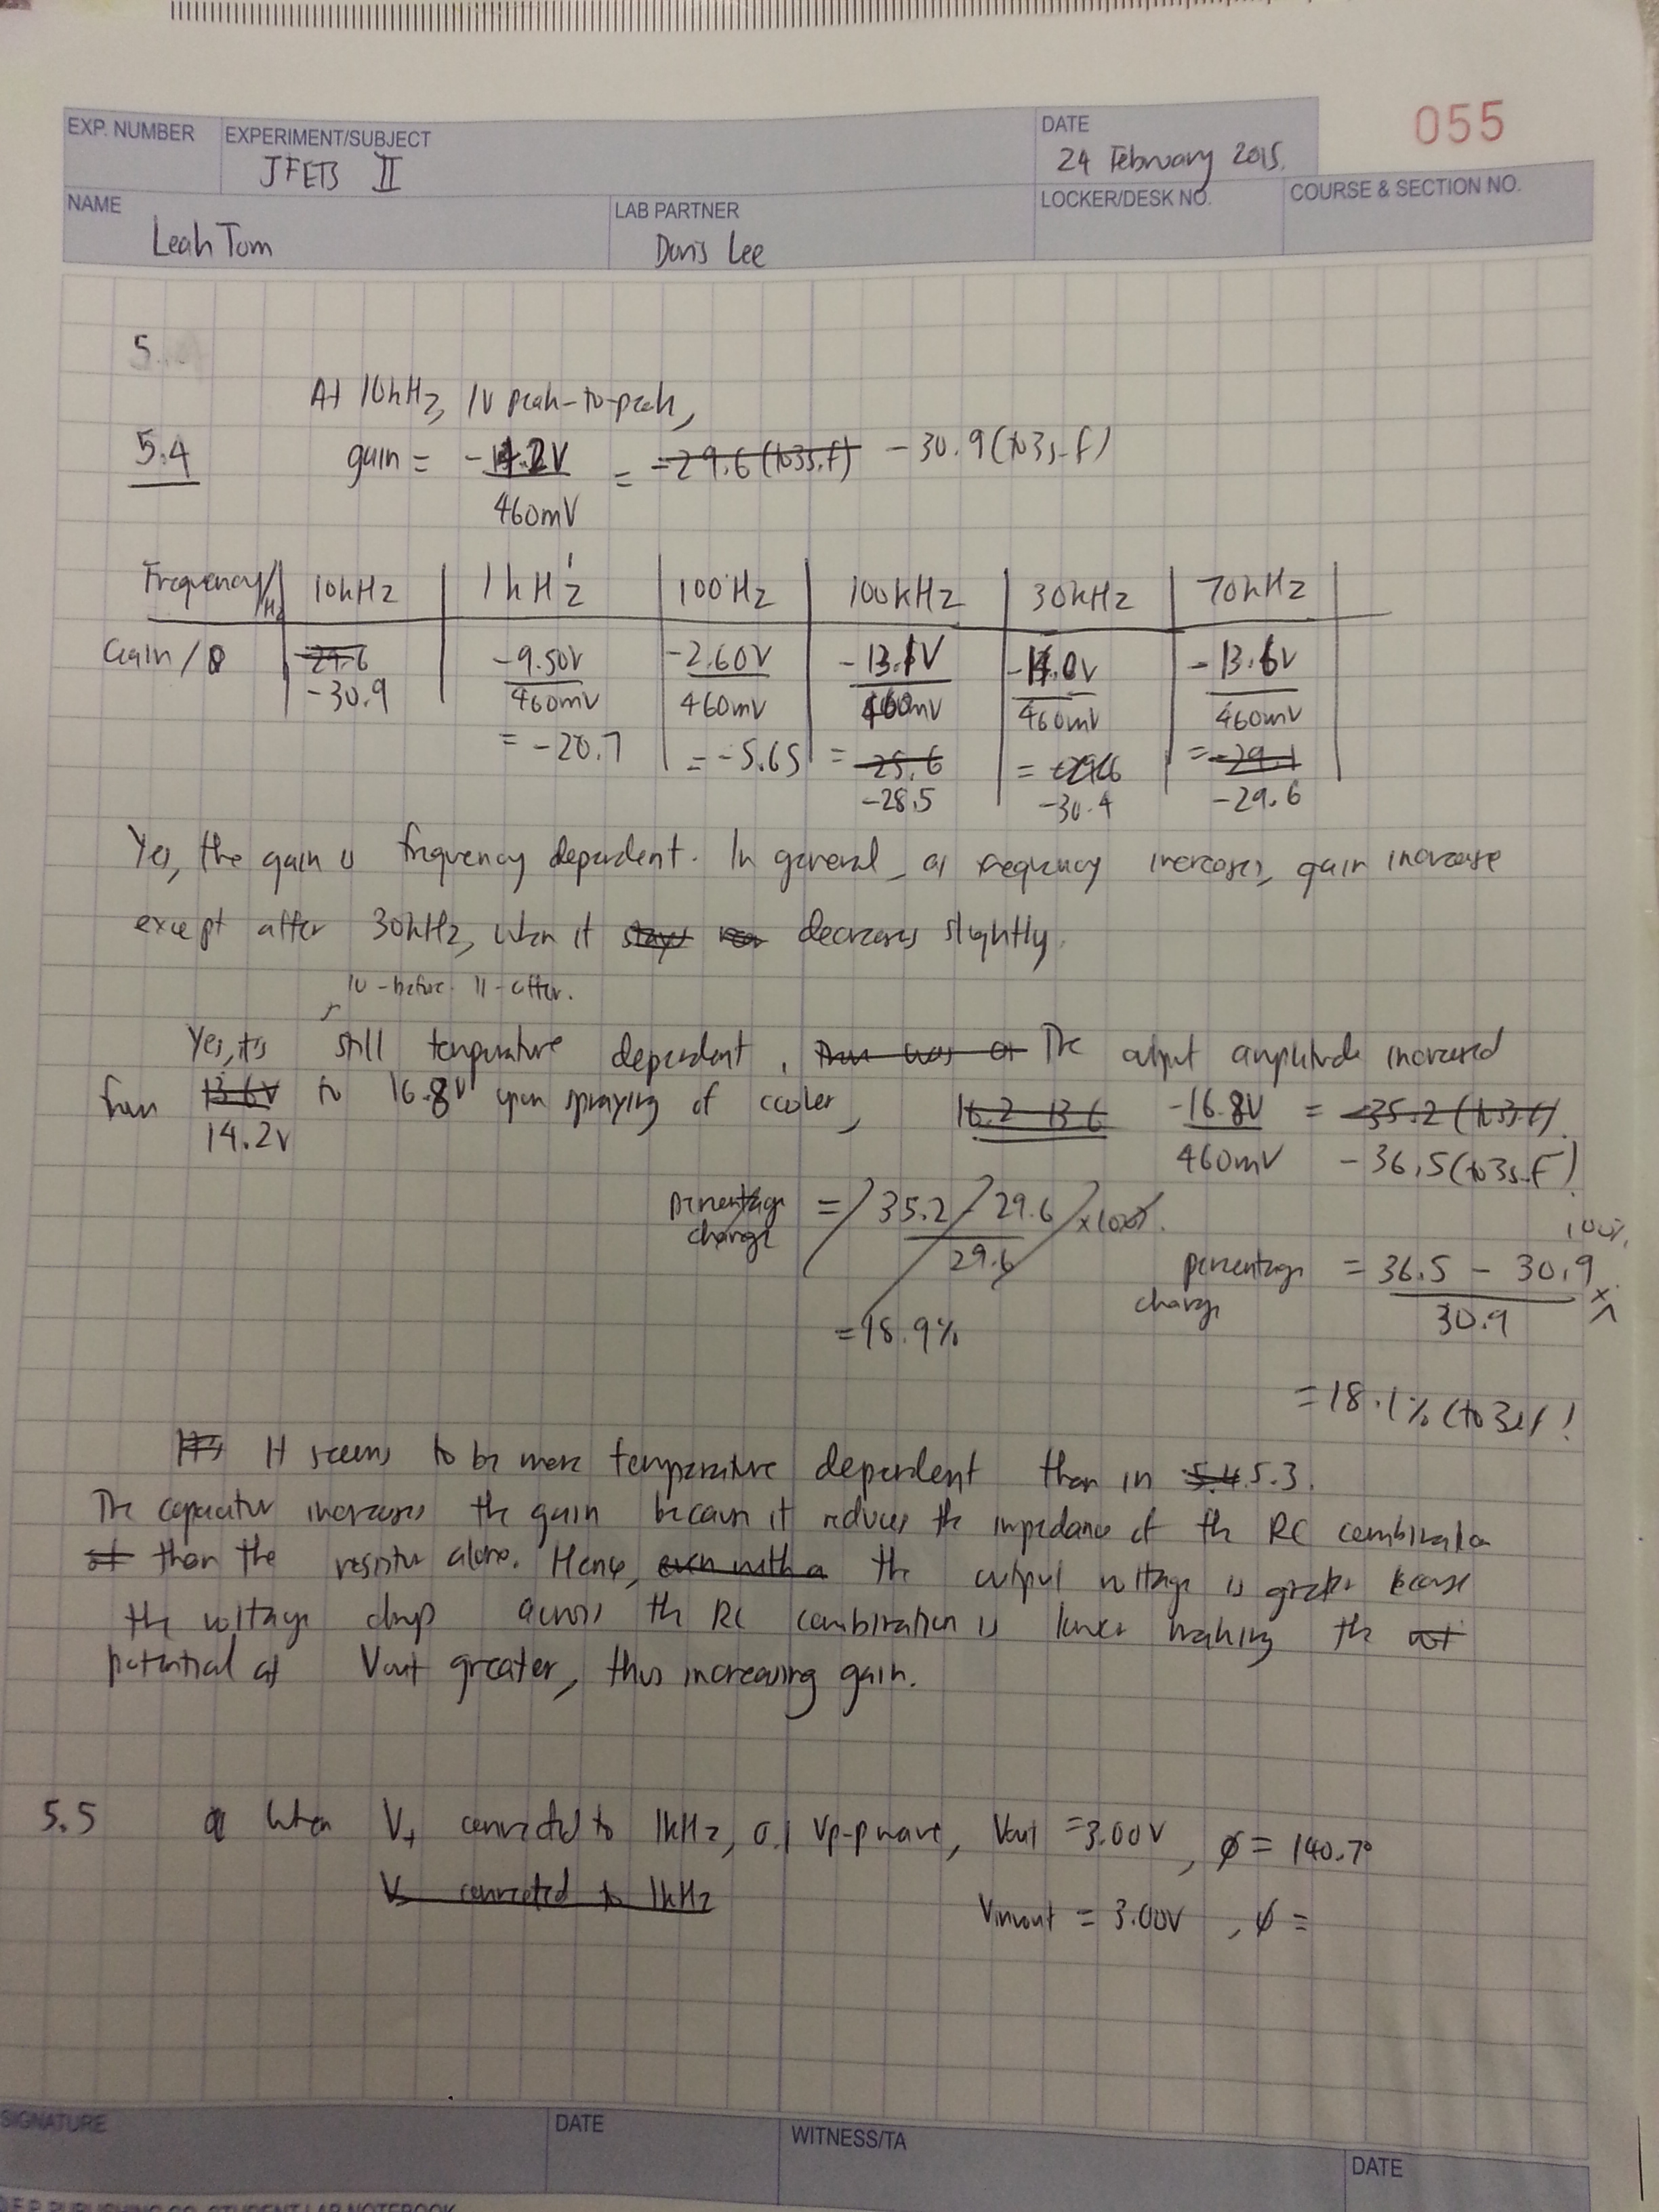 055
EXP. NUMBER EXPERIMENT/SUBJECT DATE
JFETs II 24 February 2015.
NAME LAB PARTNER LOCKER/DESK NO. COURSE & SECTION NO.
Leah Tom Doris Lee
5.
At 10kHz, 1V peak-to-peak,
5.4 gain = -14.2V / 460mV = -29.6 (to 3s.f) -30.9 (to 3s.f)
Frequency/Hz 10kHz 1kHz 100Hz 100kHz 30kHz 70kHz
Gain / -29.6 -9.50V -2.60V -13.1V -14.0V -13.6V
-30.9 460mV 460mV 460mV 460mV 460mV
= -20.7 = -5.65 = -25.6 = -29.6 = -29.1
-28.5 -30.4 -29.6
Yes, the gain is frequency dependent. In general, as frequency increases, gain increase
except after 30kHz, when it stays decreases slightly.
10 - before 11 - after.
Yes, it's still temperature dependent. There was The output amplitude increased
from 13.6V to 16.8V upon spraying of cooler, 16.2 - 13.6 -16.8V = -35.2 (to 3s.f).
14.2V 460mV -36.5 (to 3s.f)
percentage change = ( 35.2 - 29.6 / 29.6 ) x 100%.
= 18.9%
percentage change = 36.5 - 30.9 / 30.9 x 100%
= 18.1% (to 3sf)
It's It seems to be more temperature dependent than in 5.4 5.3.
The capacitor increases the gain because it reduces the impedance of the RC combination
of than the resistor alone. Hence, even with a the output voltage is greater because
the voltage drop across the RC combination is lower making the
potential at Vout greater, thus increasing gain.
5.5 When V+ connected to 1kHz, 0.1 Vp-p wave, Vout = 3.00V, φ = 140.7°
V- connected to 1kHz
Vinvout = 3.00V, φ =
SIGNATURE DATE WITNESS/TA DATE